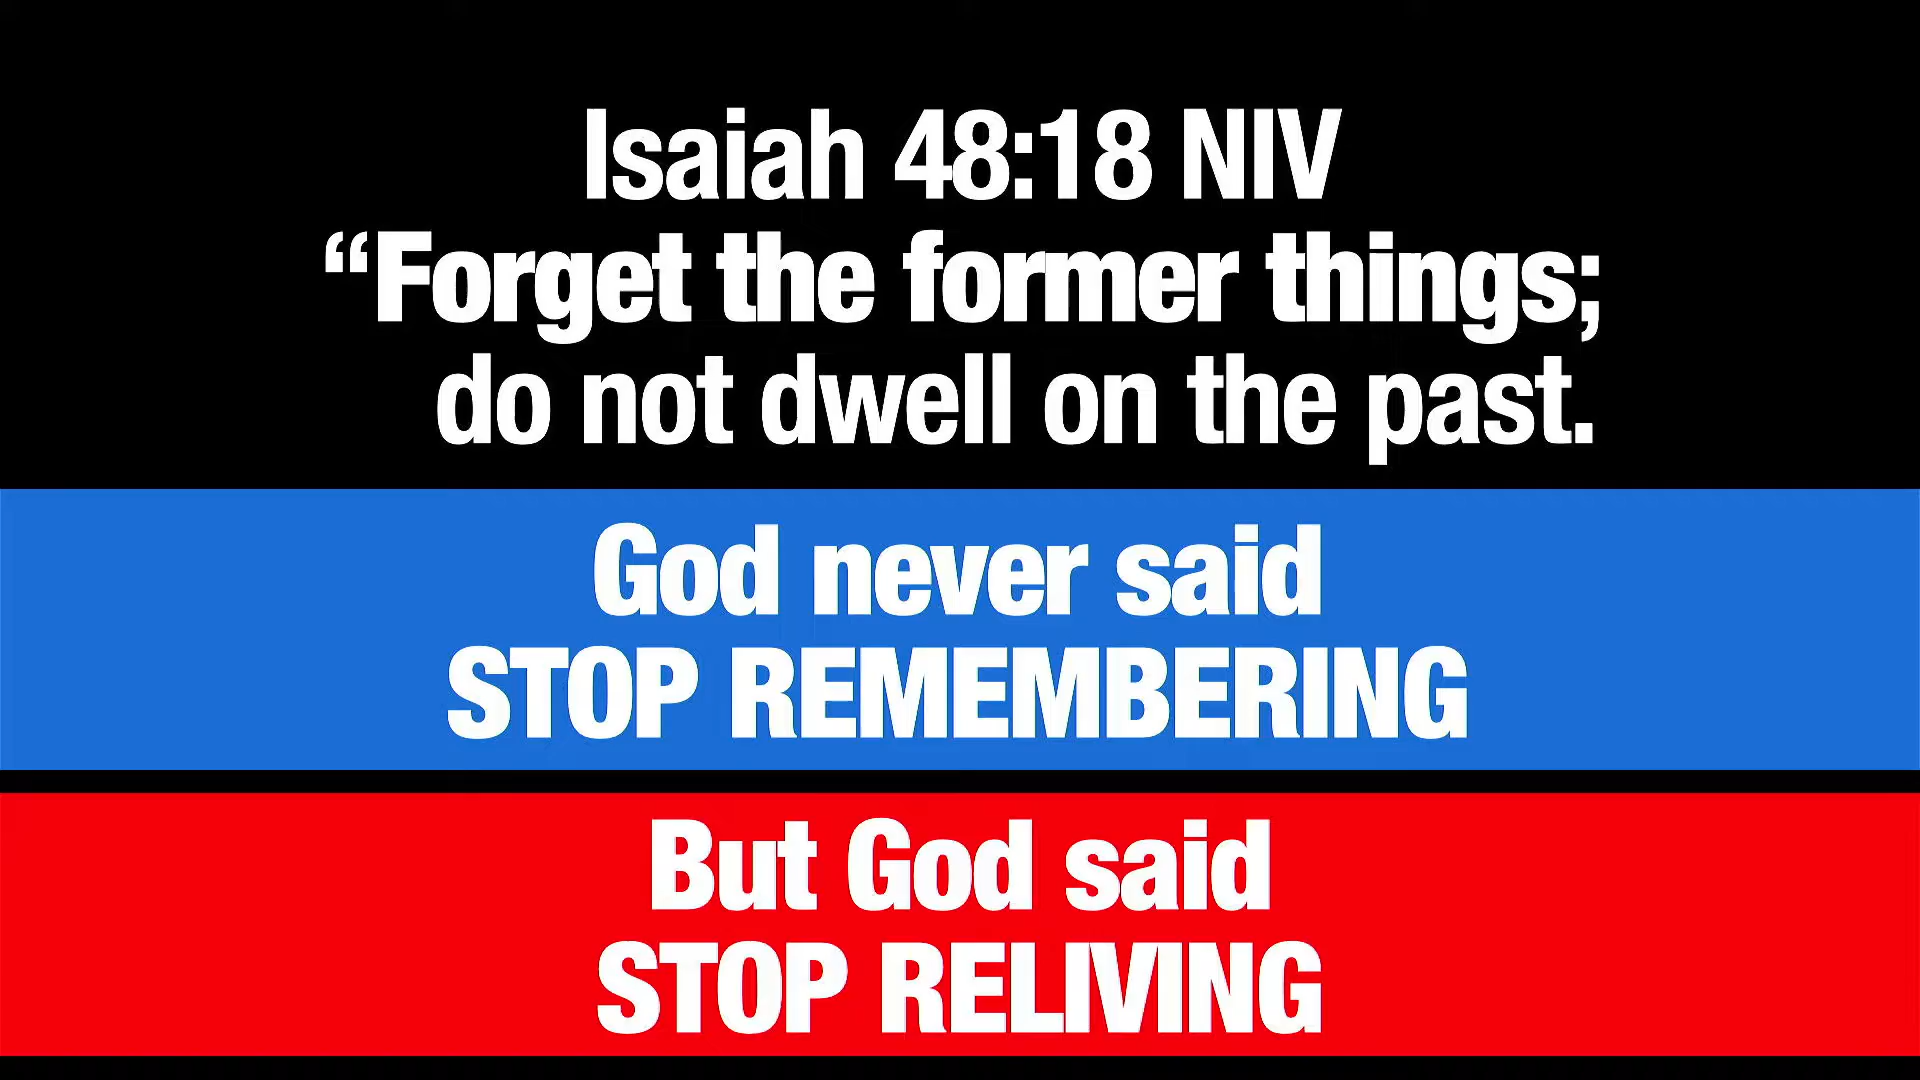 Isaiah 48:18 NIV
“Forget the former things;
do not dwell on the past.
God never said
STOP REMEMBERING
But God said
STOP RELIVING